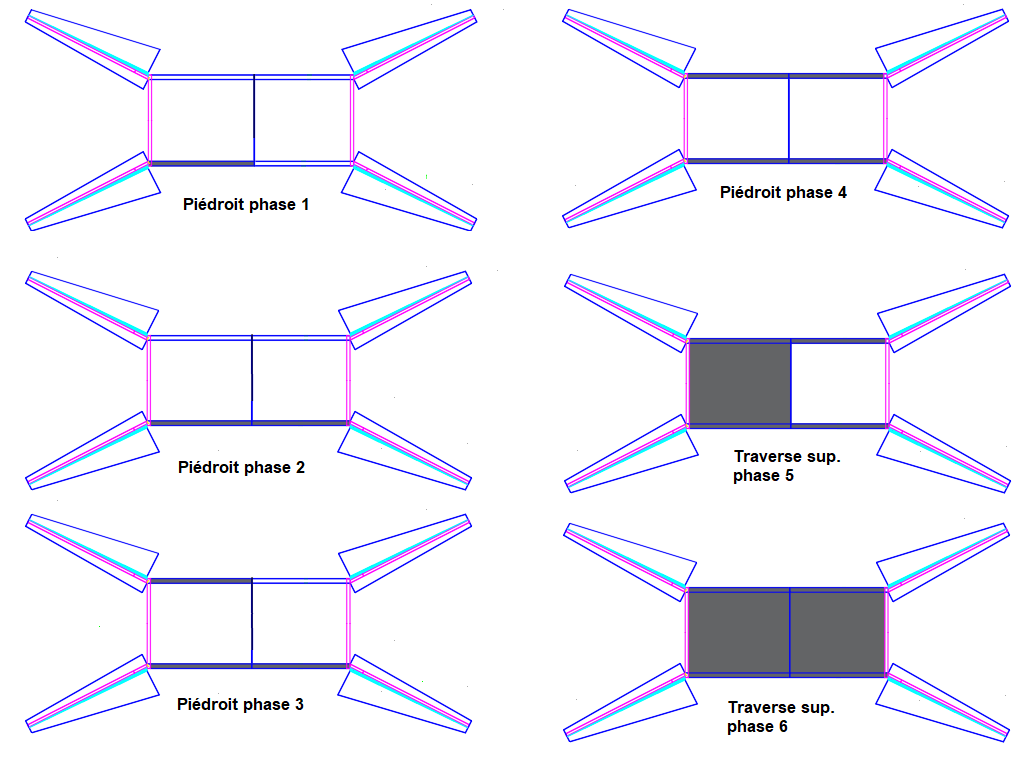 Piédroit phase 1
Piédroit phase 4
Piédroit phase 2
Traverse sup.
phase 5
Piédroit phase 3
Traverse sup.
phase 6